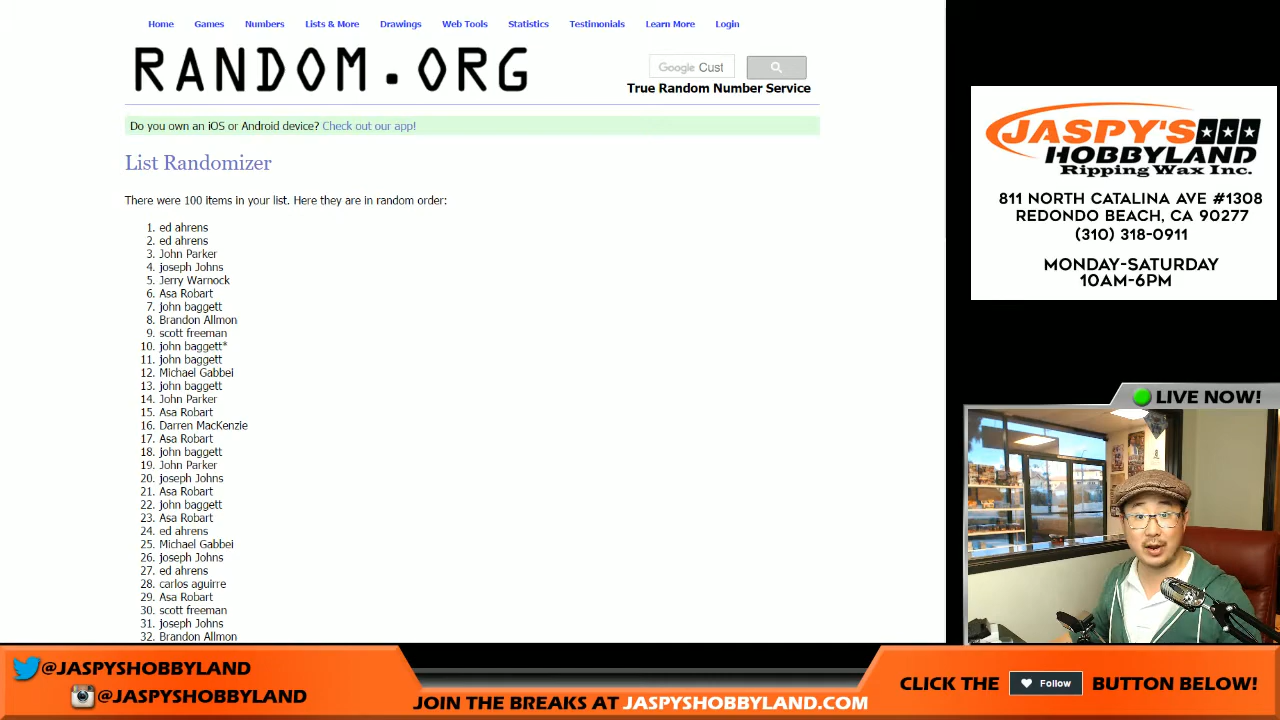 Home Games Numbers Lists & More Drawings Web Tools Statistics Testimonials Learn More Login
RANDOM.ORG
Google Cust
True Random Number Service
Do you own an iOS or Android device? Check out our app!
List Randomizer
There were 100 items in your list. Here they are in random order:
1. ed ahrens
2. ed ahrens
3. John Parker
4. joseph Johns
5. Jerry Warnock
6. Asa Robart
7. john baggett
8. Brandon Allmon
9. scott freeman
10. john baggett*
11. john baggett
12. Michael Gabbei
13. john baggett
14. John Parker
15. Asa Robart
16. Darren MacKenzie
17. Asa Robart
18. john baggett
19. John Parker
20. joseph Johns
21. Asa Robart
22. john baggett
23. Asa Robart
24. ed ahrens
25. Michael Gabbei
26. joseph Johns
27. ed ahrens
28. carlos aguirre
29. Asa Robart
30. scott freeman
31. joseph Johns
32. Brandon Allmon
JASPY'S
HOBBYLAND
Ripping Wax Inc.
811 NORTH CATALINA AVE #1308
REDONDO BEACH, CA 90277
(310) 318-0911
MONDAY-SATURDAY
10AM-6PM
LIVE NOW!
@JASPYSHOBBYLAND
@JASPYSHOBBYLAND
JOIN THE BREAKS AT JASPYSHOBBYLAND.COM
CLICK THE Follow BUTTON BELOW!